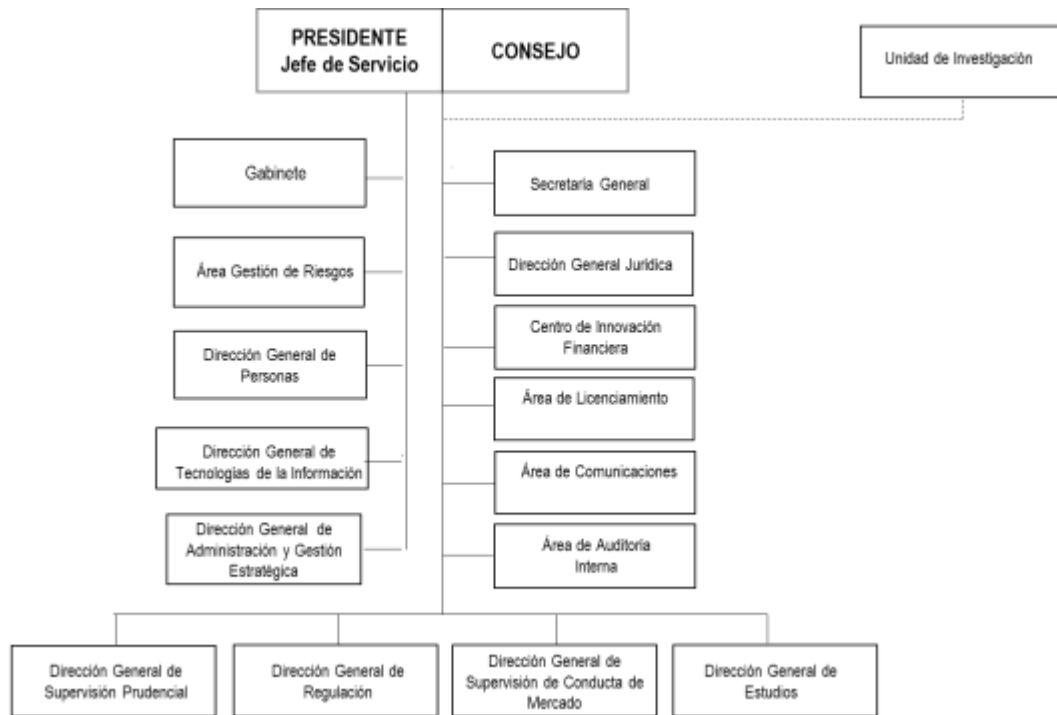 PRESIDENTE
Jefe de Servicio
CONSEJO
Unidad de Investigación
Gabinete
Secretaría General
Área Gestión de Riesgos
Dirección General Jurídica
Dirección General de
Personas
Centro de Innovación
Financiera
Área de Licenciamiento
Dirección General de
Tecnologías de la Información
Área de Comunicaciones
Dirección General de
Administración y Gestión
Estratégica
Área de Auditoría
Interna
Dirección General de
Supervisión Prudencial
Dirección General de
Regulación
Dirección General de
Supervisión de Conducta de
Mercado
Dirección General de
Estudios